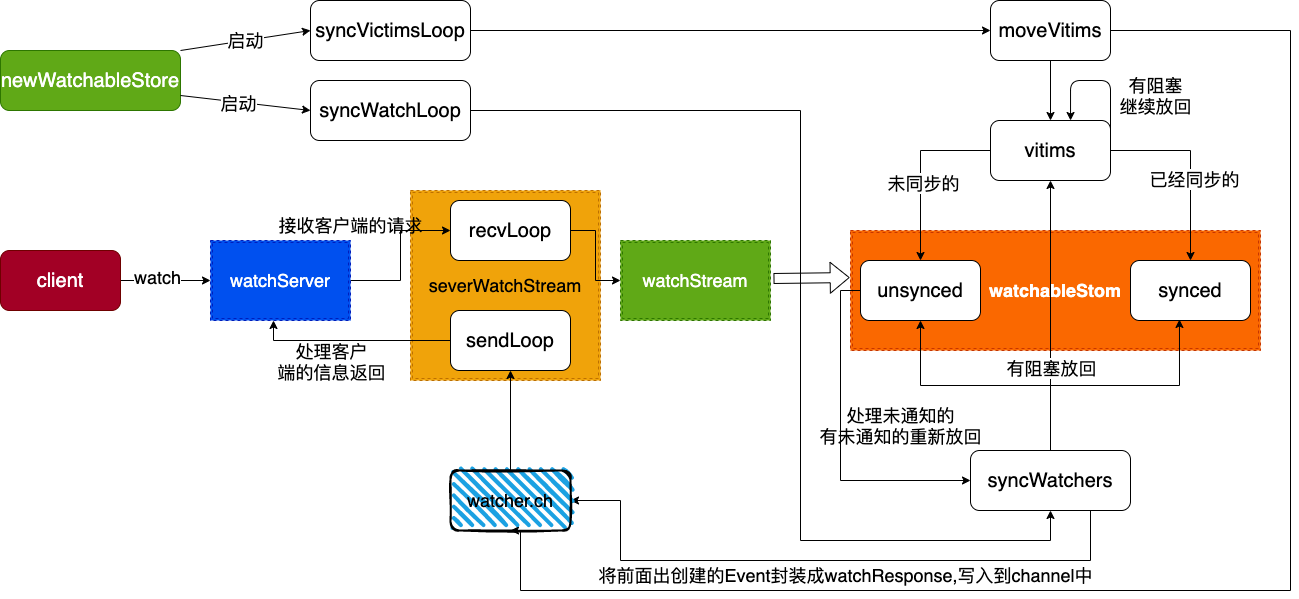 syncVictimsLoop
moveVitims
启动
newWatchableStore
启动
syncWatchLoop
有阻塞
继续放回
vitims
未同步的
已经同步的
接收客户端的请求
recvLoop
client
watch
watchServer
severWatchStream
watchStream
unsynced
watchableStom
synced
sendLoop
处理客户
端的信息返回
有阻塞放回
处理未通知的
有未通知的重新放回
syncWatchers
watcher.ch
将前面出创建的Event封装成watchResponse,写入到channel中